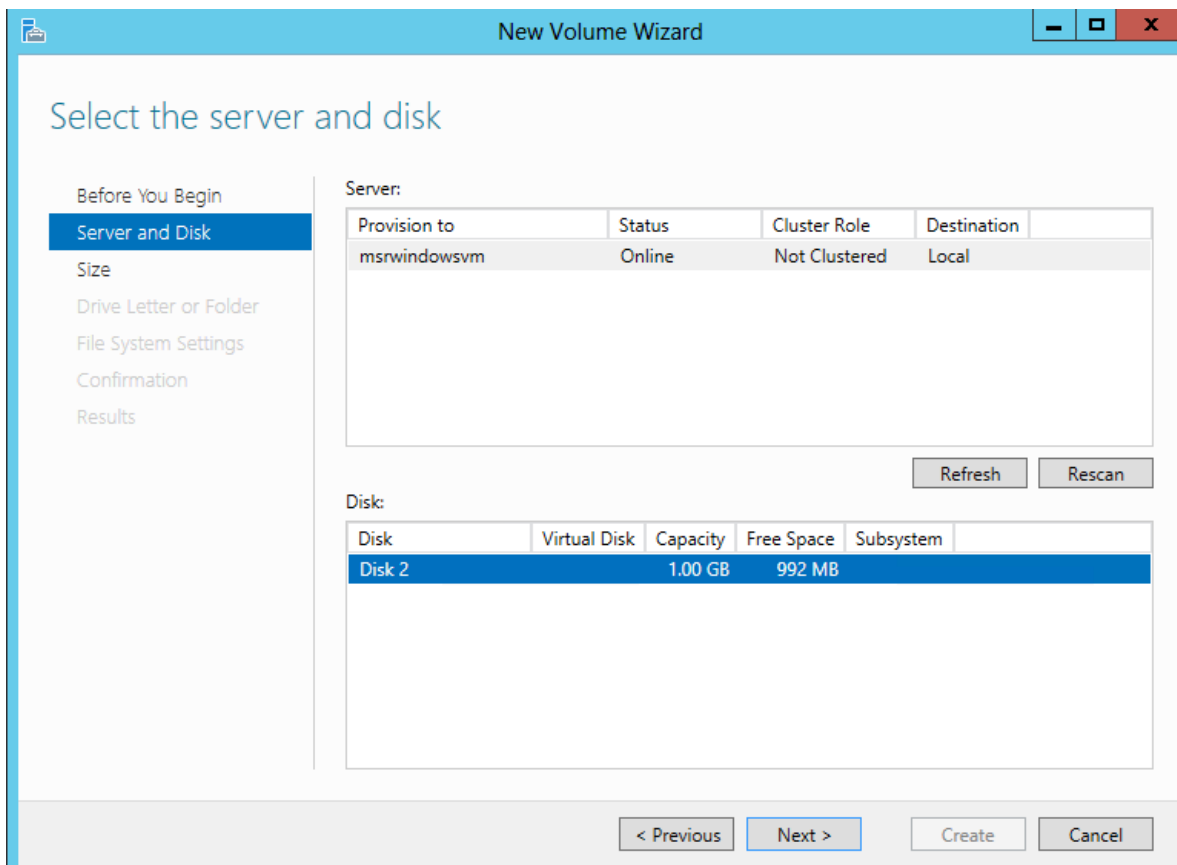 New Volume Wizard
Select the server and disk
Before You Begin
Server and Disk
Size
Drive Letter or Folder
File System Settings
Confirmation
Results
Server:
Provision to Status Cluster Role Destination
msrwindowsvm Online Not Clustered Local
Refresh Rescan
Disk:
Disk Virtual Disk Capacity Free Space Subsystem
Disk 2 1.00 GB 992 MB
< Previous Next > Create Cancel